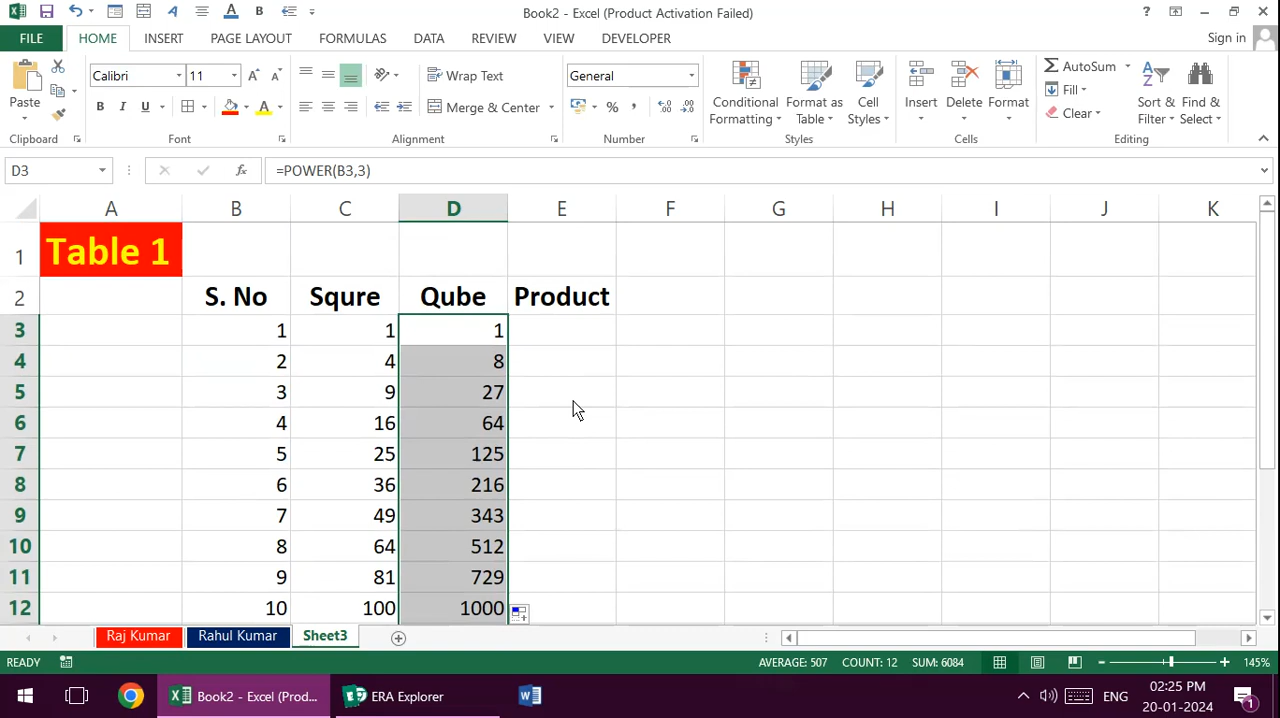 Book2 - Excel (Product Activation Failed)
FILE HOME INSERT PAGE LAYOUT FORMULAS DATA REVIEW VIEW DEVELOPER Sign in
Paste Calibri 11 Wrap Text General Conditional Formatting Format as Table Cell Styles Insert Delete Format AutoSum Sort & Filter Find & Select
B I U Merge & Center Fill
Clear
Clipboard Font Alignment Number Styles Cells Editing
D3 fx =POWER(B3,3)
A B C D E F G H I J K
1 Table 1
2 S. No Squre Qube Product
3 1 1 1
4 2 4 8
5 3 9 27
6 4 16 64
7 5 25 125
8 6 36 216
9 7 49 343
10 8 64 512
11 9 81 729
12 10 100 1000
Raj Kumar Rahul Kumar Sheet3
READY AVERAGE: 507 COUNT: 12 SUM: 6084 145%
Book2 - Excel (Prod... ERA Explorer ENG 02:25 PM
20-01-2024 1